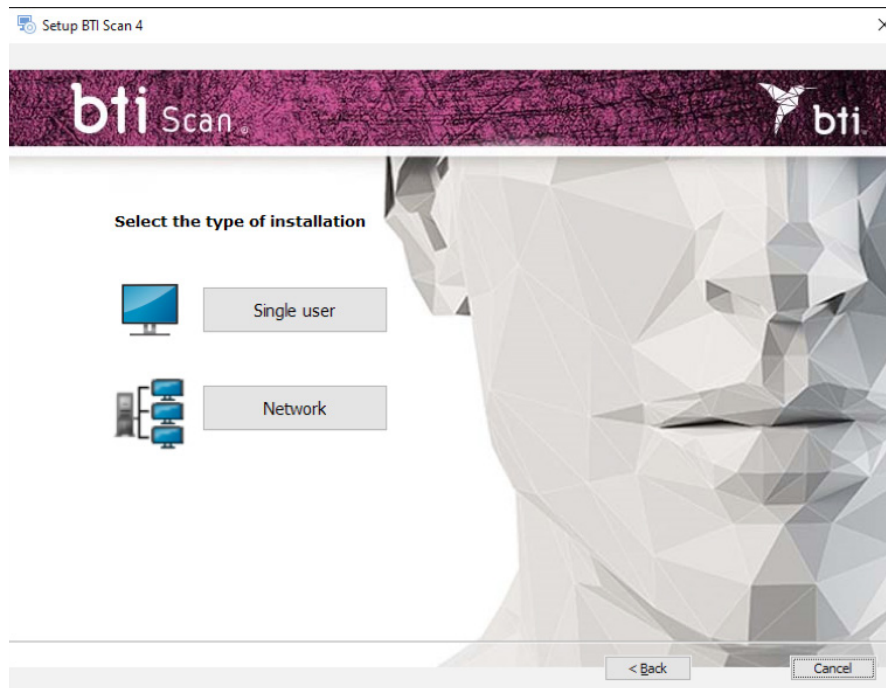 Setup BTI Scan 4
bti Scan®
bti
Select the type of installation
Single user
Network
< Back
Cancel